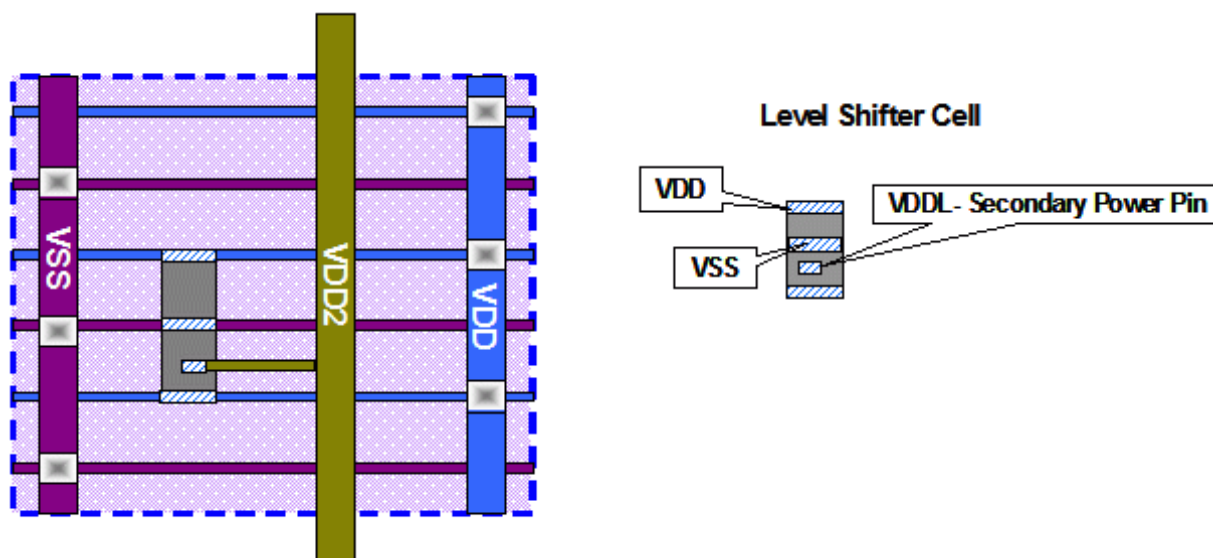 VSS
VDD2
VDD
Level Shifter Cell
VDD
VDDL- Secondary Power Pin
VSS